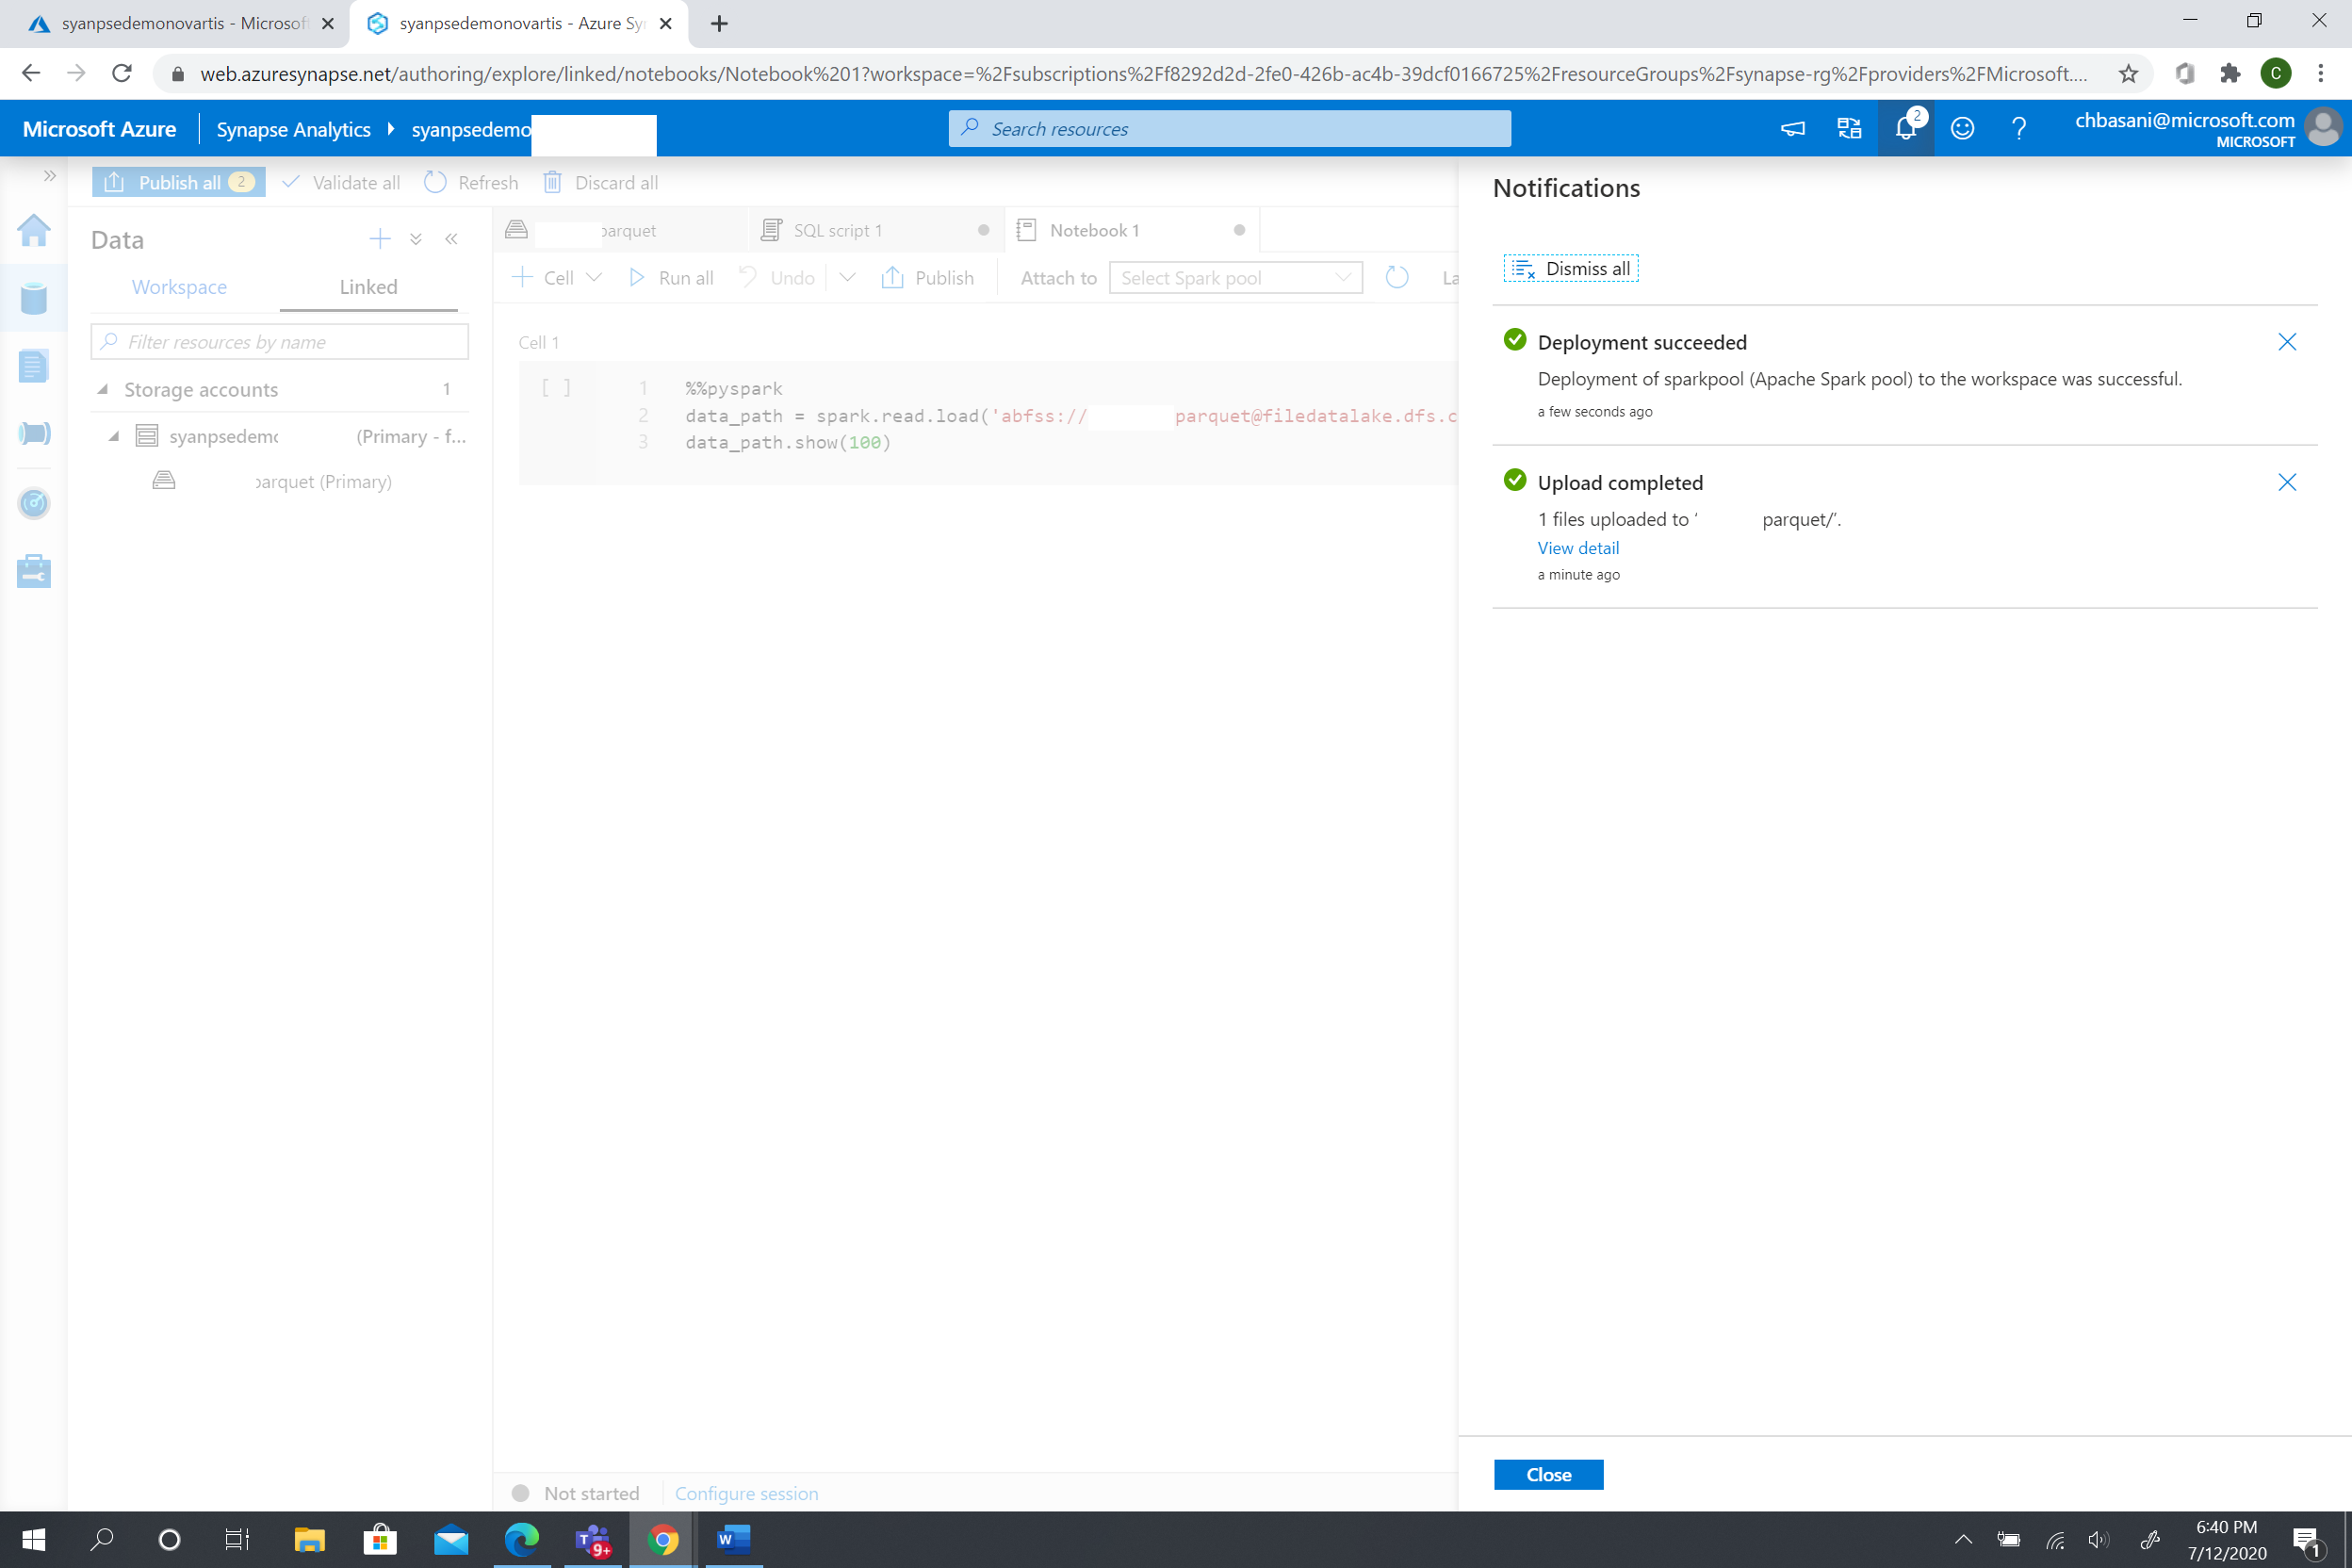 syanpsedemonovartis - Microsof
syanpsedemonovartis - Azure Sy
web.azuresynapse.net/authoring/explore/linked/notebooks/Notebook%201?workspace=%2Fsubscriptions%2Ff8292d2d-2fe0-426b-ac4b-39dcf0166725%2FresourceGroups%2Fsynapse-rg%2Fproviders%2FMicrosoft....
C
Microsoft Azure
Synapse Analytics
syanpsedemo
Search resources
2
chbasani@microsoft.com
MICROSOFT
Publish all 2
Validate all
Refresh
Discard all
Data
Workspace
Linked
Filter resources by name
Storage accounts 1
syanpsedem (Primary - f...
parquet (Primary)
parquet
SQL script 1
Notebook 1
Cell
Run all
Undo
Publish
Attach to
Select Spark pool
La
Cell 1
[ ]
1 %%pyspark
2 data_path = spark.read.load('abfss:// parquet@filedatalake.dfs.c
3 data_path.show(100)
Not started
Configure session
Notifications
Dismiss all
Deployment succeeded
Deployment of sparkpool (Apache Spark pool) to the workspace was successful.
a few seconds ago
Upload completed
1 files uploaded to ‘ parquet/’.
View detail
a minute ago
Close
9+
6:40 PM
7/12/2020
1